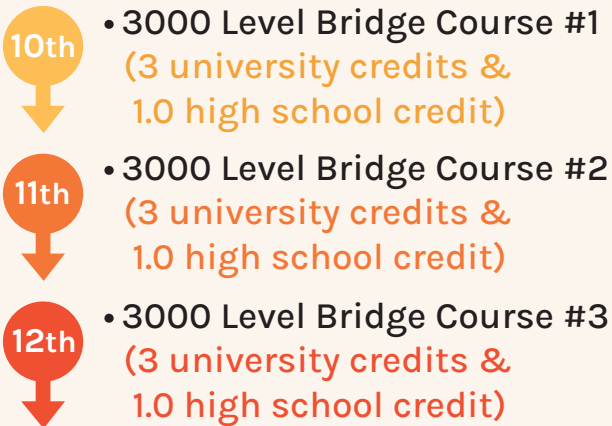 10th
• 3000 Level Bridge Course #1
(3 university credits &
1.0 high school credit)
11th
• 3000 Level Bridge Course #2
(3 university credits &
1.0 high school credit)
12th
• 3000 Level Bridge Course #3
(3 university credits &
1.0 high school credit)